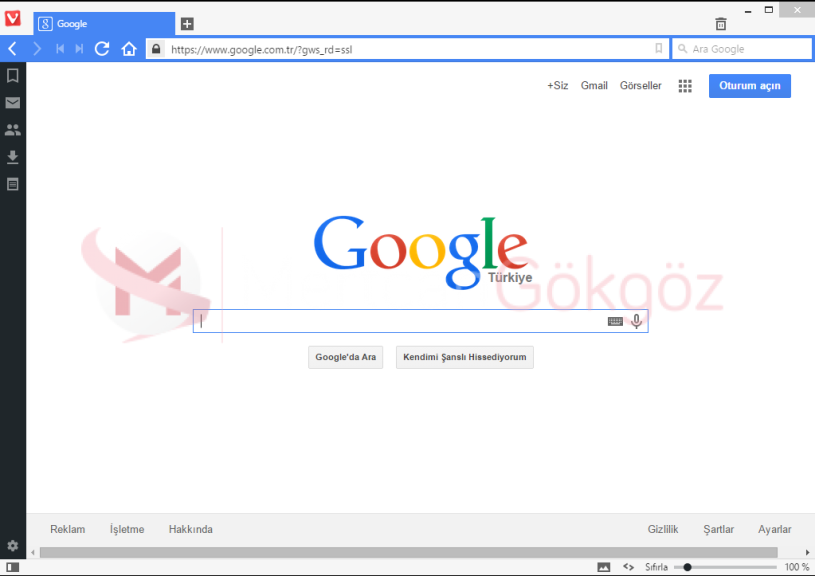 Google
https://www.google.com.tr/?gws_rd=ssl
Ara Google
+Siz Gmail Görseller Oturum açın
Google
Türkiye
Gökgöz
Google'da Ara Kendimi Şanslı Hissediyorum
Reklam İşletme Hakkında Gizlilik Şartlar Ayarlar
Sıfırla 100 %